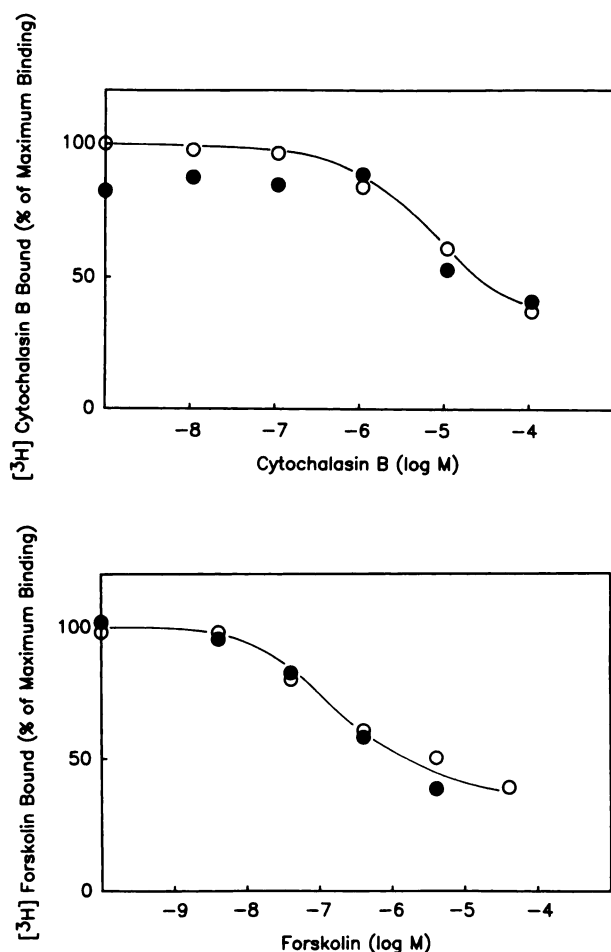 [³H] Cytochalasin B Bound (% of Maximum Binding)
100
50
0
−8 −7 −6 −5 −4
Cytochalasin B (log M)
[³H] Forskolin Bound (% of Maximum Binding)
100
50
0
−9 −8 −7 −6 −5 −4
Forskolin (log M)